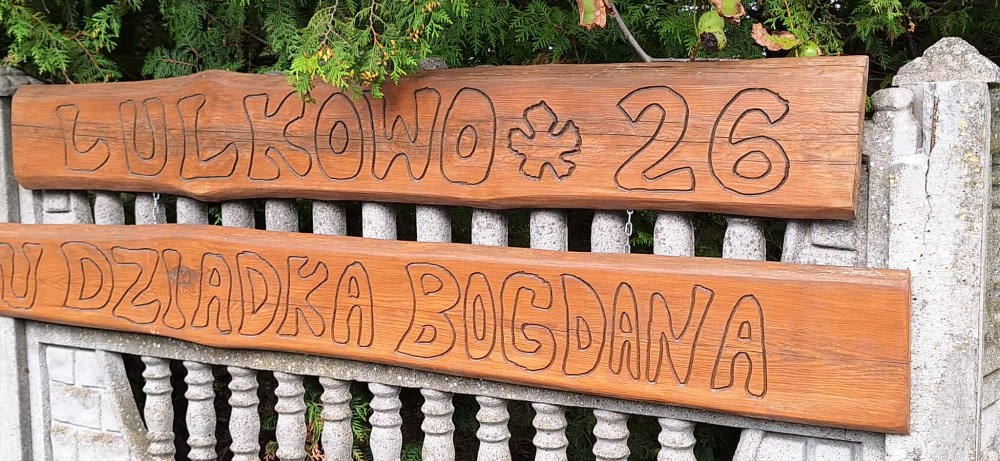 LULKOWO 26
U DZIADKA BOGDANA